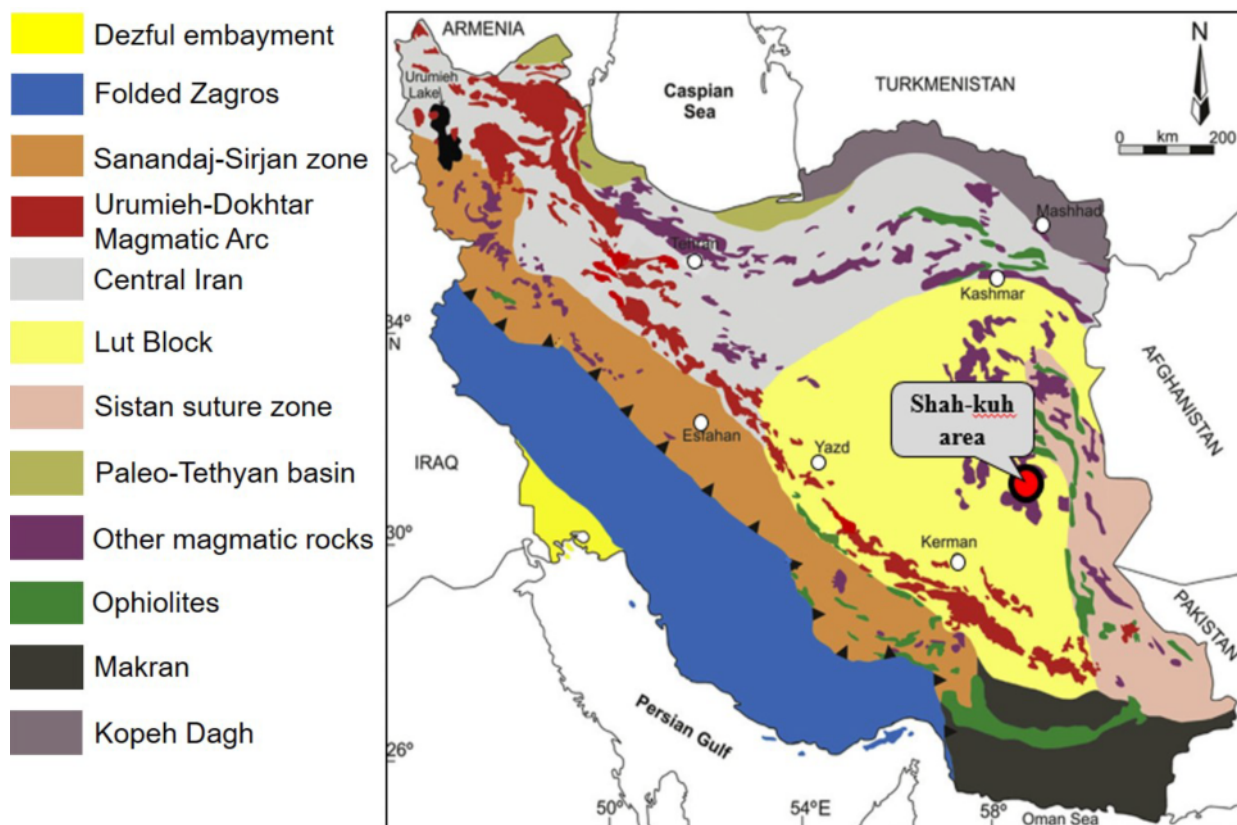 Dezful embayment
Folded Zagros
Sanandaj-Sirjan zone
Urumieh-Dokhtar
Magmatic Arc
Central Iran
Lut Block
Sistan suture zone
Paleo-Tethyan basin
Other magmatic rocks
Ophiolites
Makran
Kopeh Dagh
ARMENIA
Urumieh
Lake
Caspian
Sea
TURKMENISTAN
N
0 km 200
Mashhad
Tehran
Kashmar
34°
N
AFGHANISTAN
Shah-kuh
area
Esfahan
Yazd
IRAQ
30°
Kerman
PAKISTAN
Persian Gulf
26°
50°
54°E
58°
Oman Sea